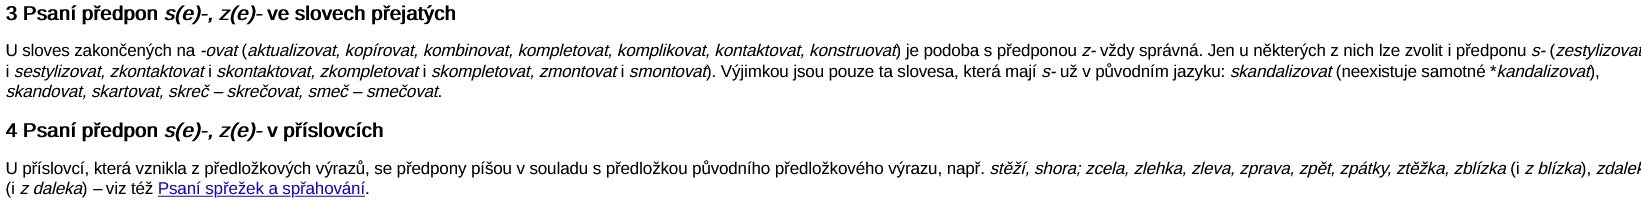 3 Psaní předpon s(e)-, z(e)- ve slovech přejatých
U sloves zakončených na -ovat (aktualizovat, kopírovat, kombinovat, kompletovat, komplikovat, kontaktovat, konstruovat) je podoba s předponou z- vždy správná. Jen u některých z nich lze zvolit i předponu s- (zestylizovat
i sestylizovat, zkontaktovat i skontaktovat, zkompletovat i skompletovat, zmontovat i smontovat). Výjimkou jsou pouze ta slovesa, která mají s- už v původním jazyku: skandalizovat (neexistuje samotné *kandalizovat),
skandovat, skartovat, skreč – skrečovat, smeč – smečovat.
4 Psaní předpon s(e)-, z(e)- v příslovcích
U příslovcí, která vznikla z předložkových výrazů, se předpony píšou v souladu s předložkou původního předložkového výrazu, např. stěží, shora; zcela, zlehka, zleva, zprava, zpět, zpátky, ztěžka, zblízka (i z blízka), zdalek
(i z daleka) – viz též Psaní spřežek a spřahování.